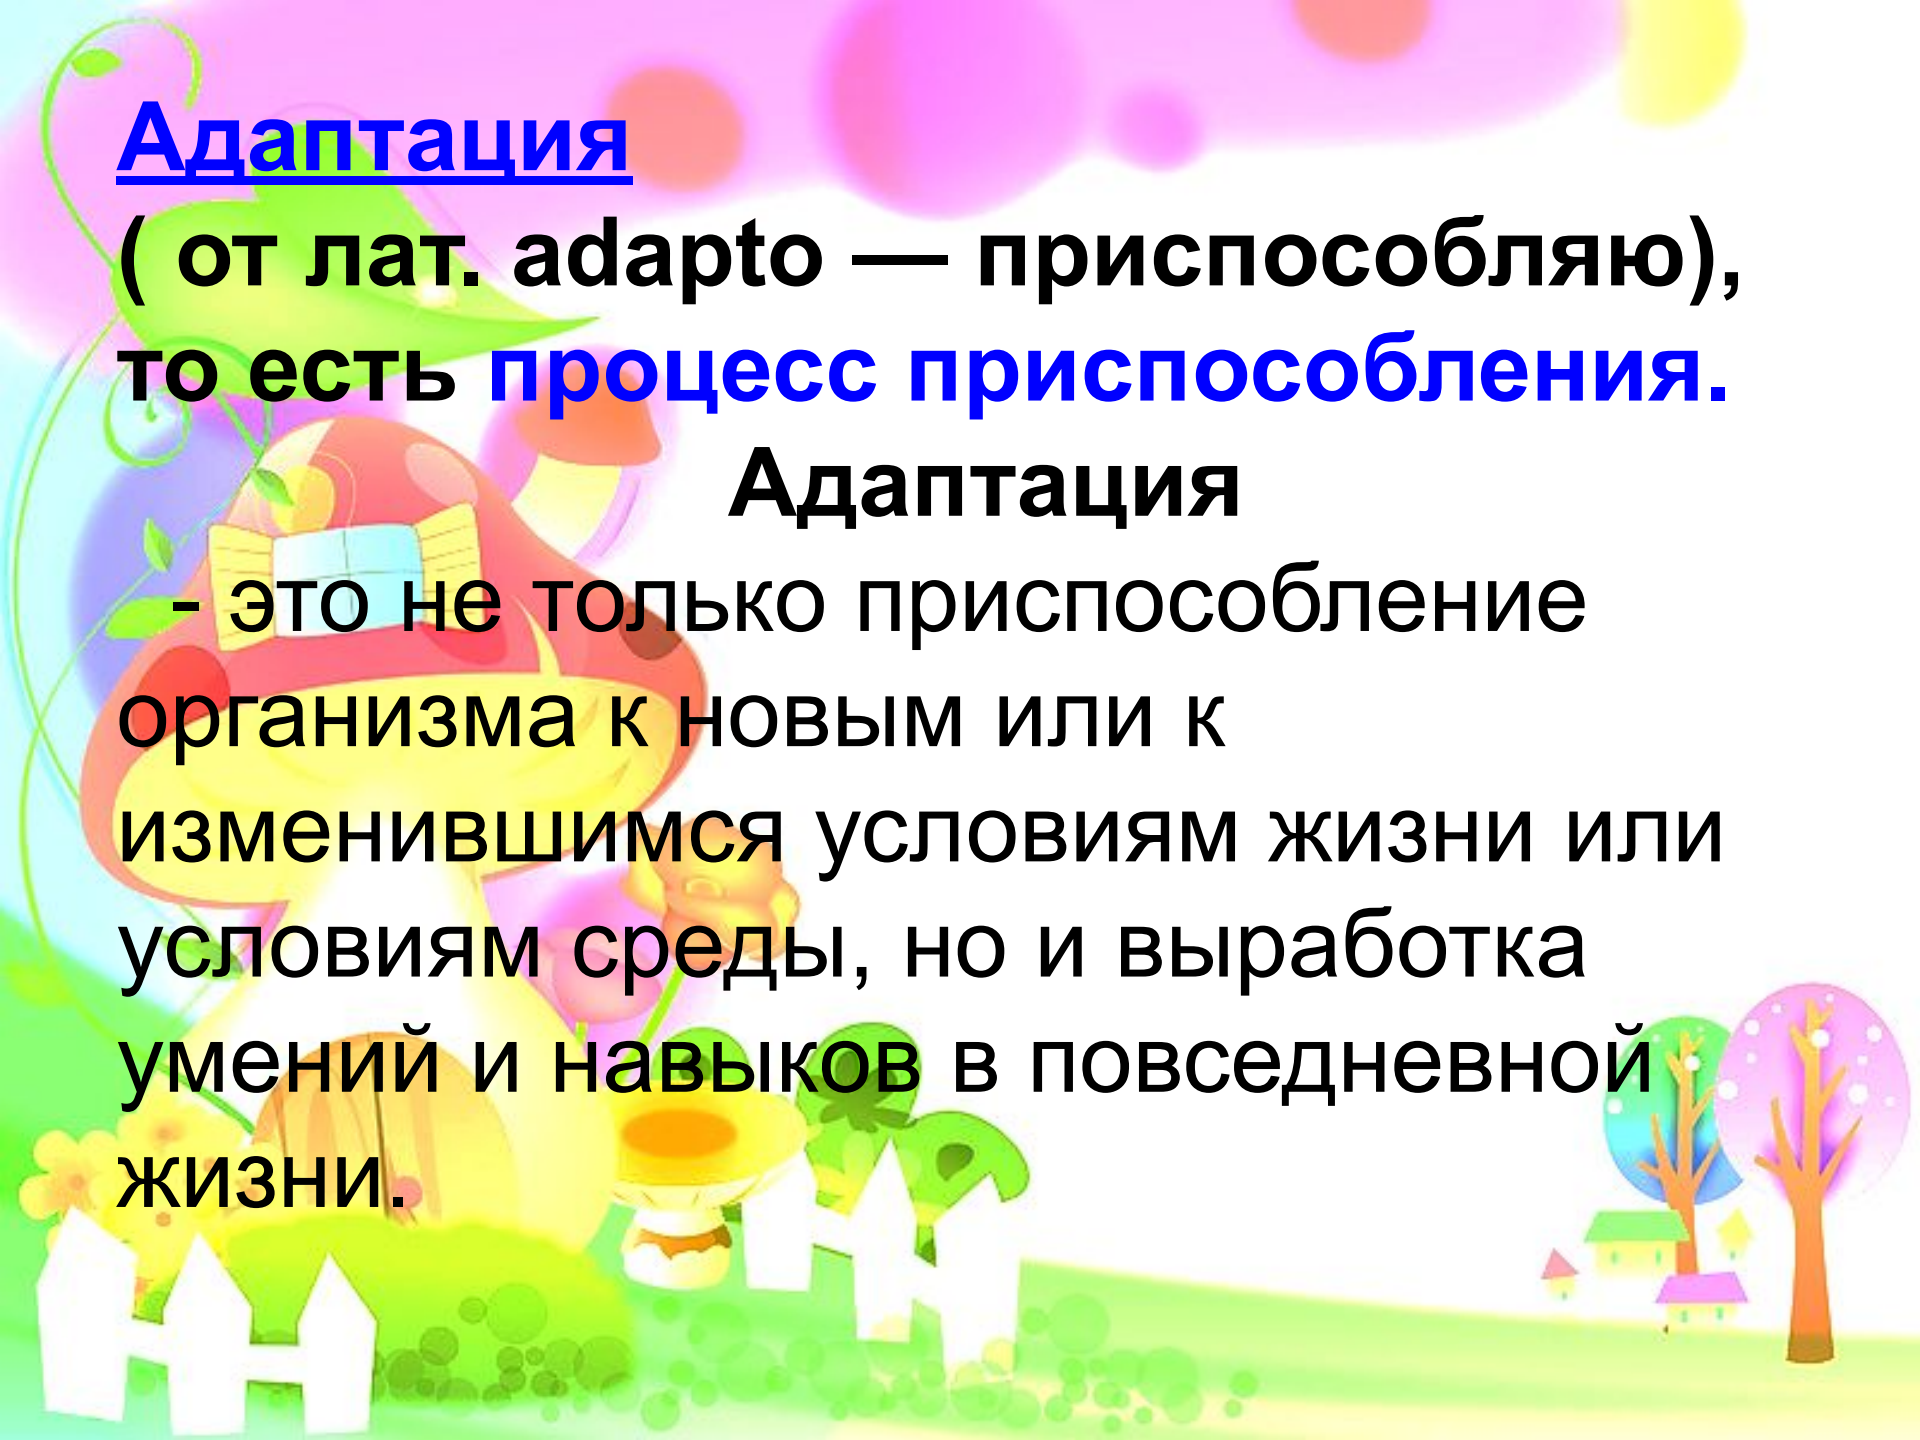 Адаптация
( от лат. adapto — приспособляю),
то есть процесс приспособления.
Адаптация
- это не только приспособление
организма к новым или к
изменившимся условиям жизни или
условиям среды, но и выработка
умений и навыков в повседневной
жизни.